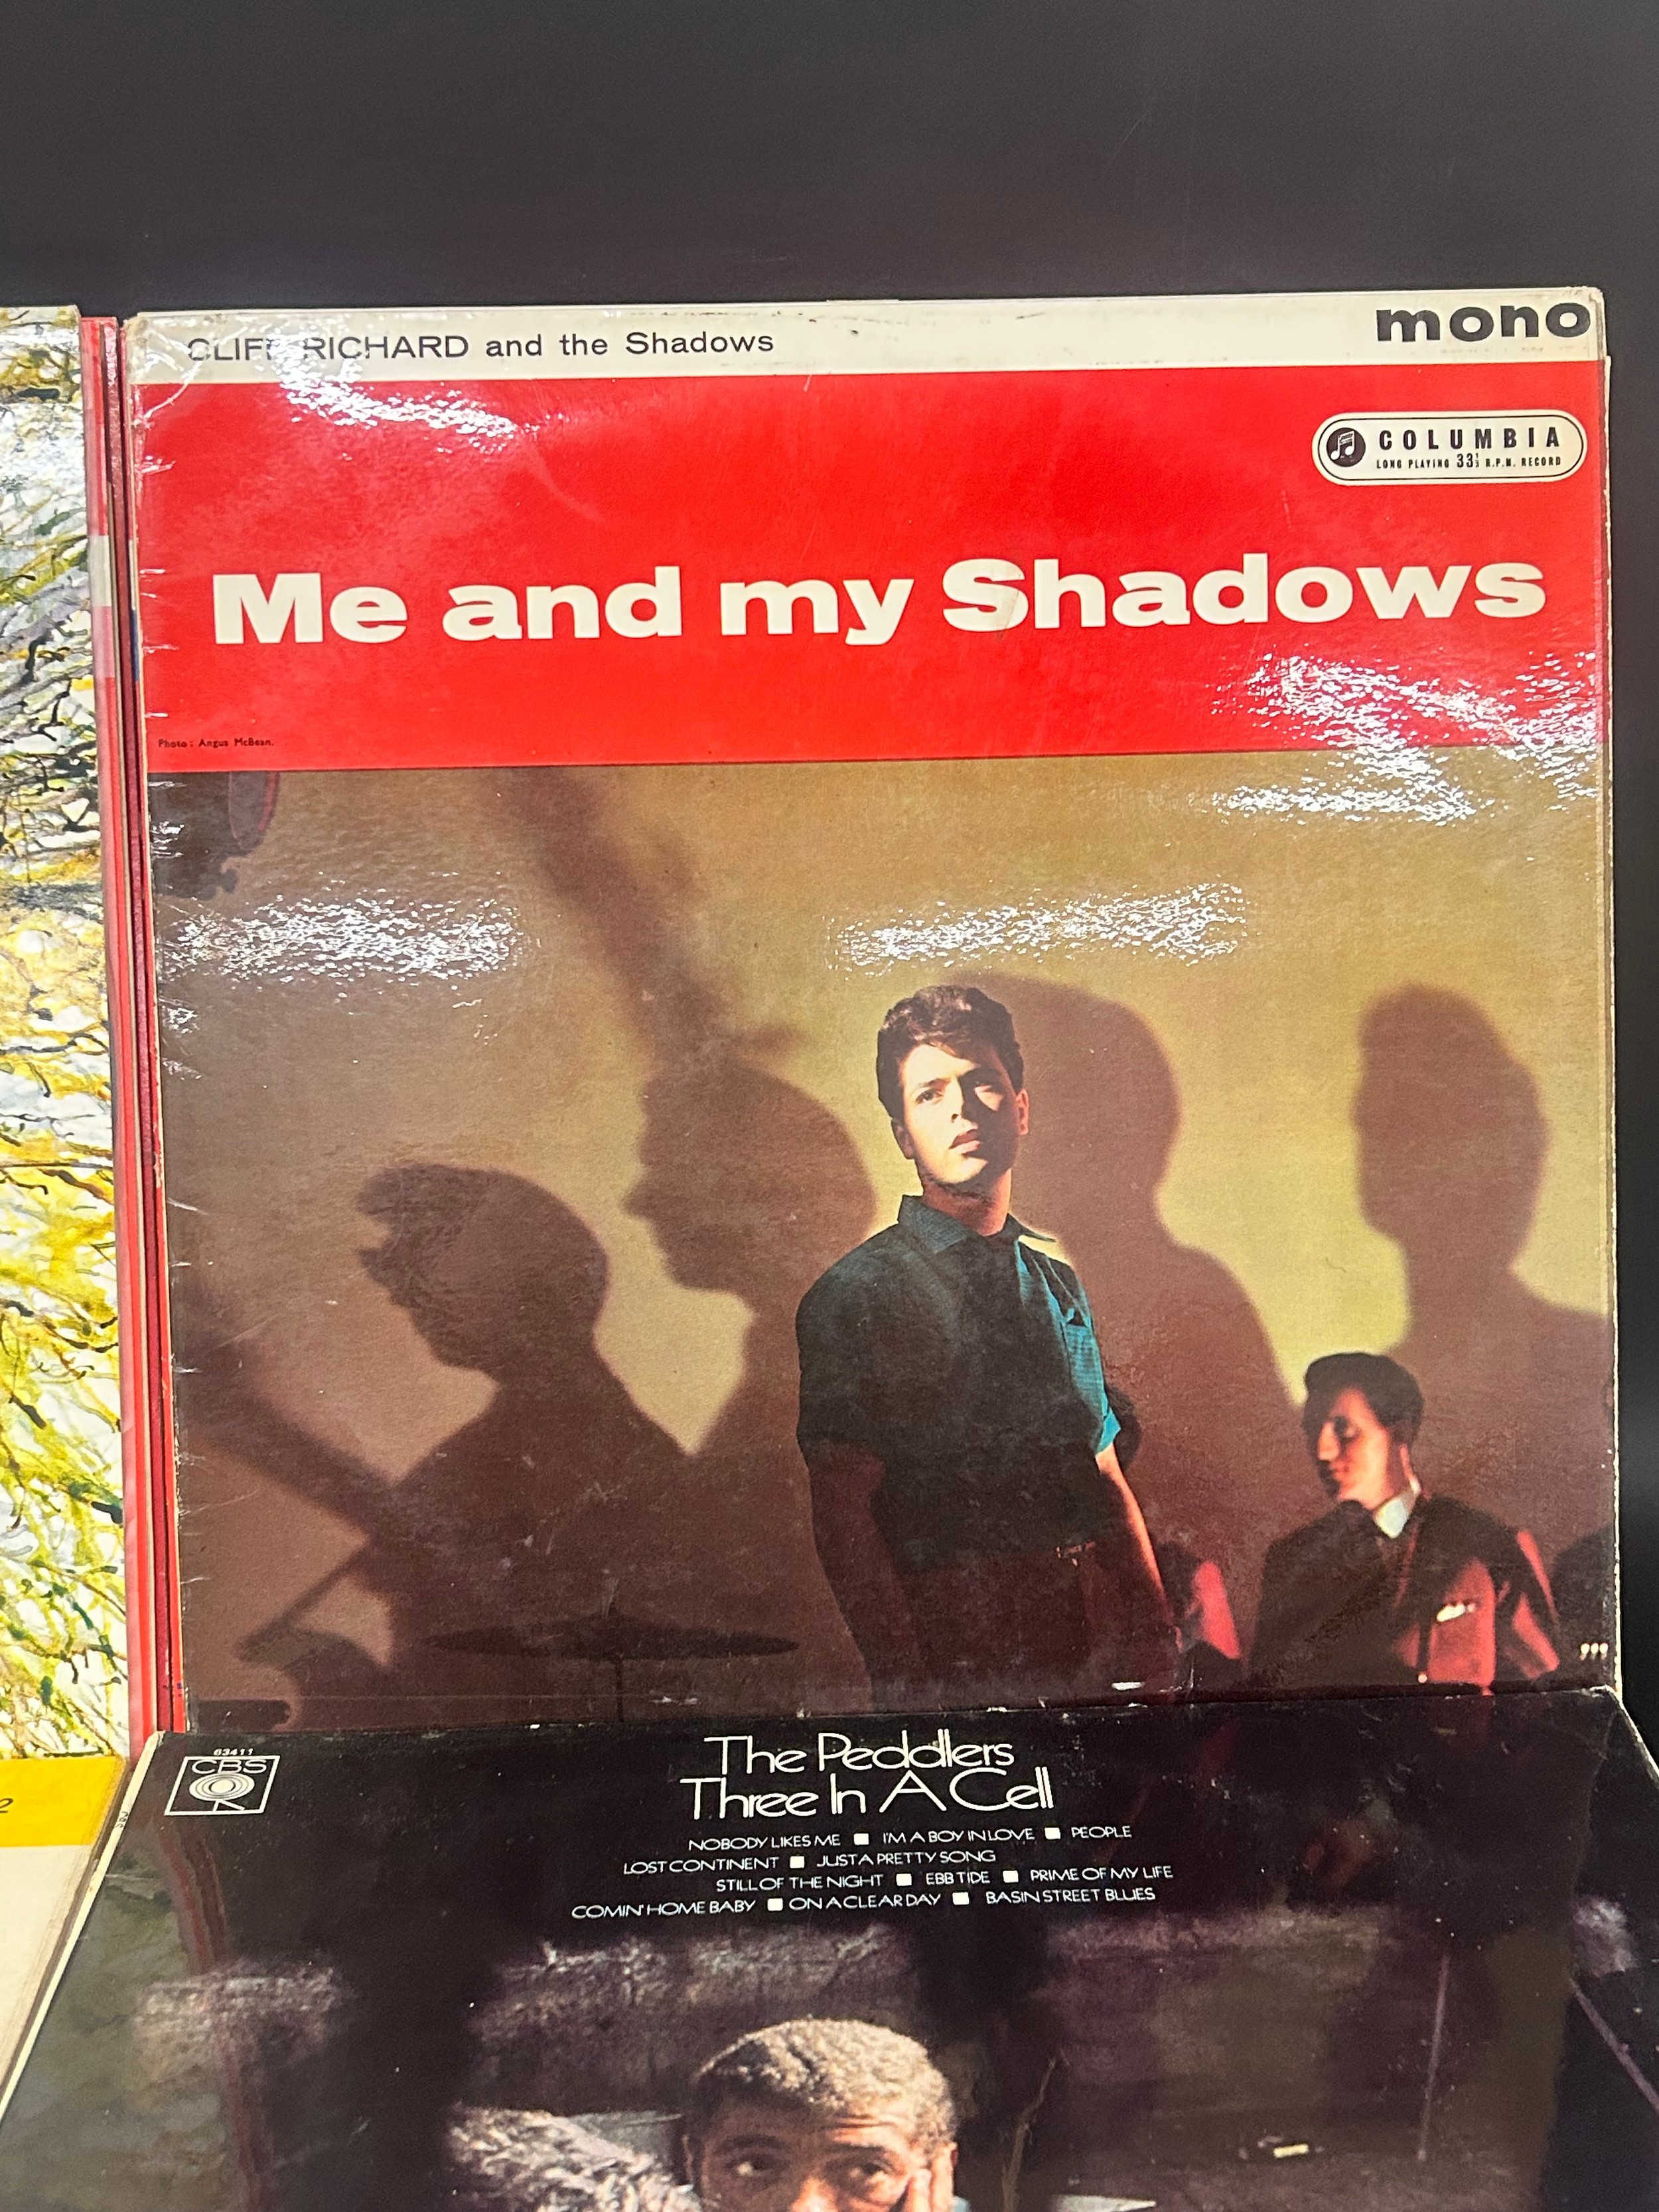 CLIFF RICHARD and the Shadows
mono
COLUMBIA
LONG PLAYING 33⅓ R.P.M. RECORD
Me and my Shadows
Photo : Angus McBean.
63411
CBS
The Peddlers
Three In A Cell
NOBODY LIKES ME ■ I'M A BOY IN LOVE ■ PEOPLE
LOST CONTINENT ■ JUST A PRETTY SONG
STILL OF THE NIGHT ■ EBB TIDE ■ PRIME OF MY LIFE
COMIN' HOME BABY ■ ON A CLEAR DAY ■ BASIN STREET BLUES
2